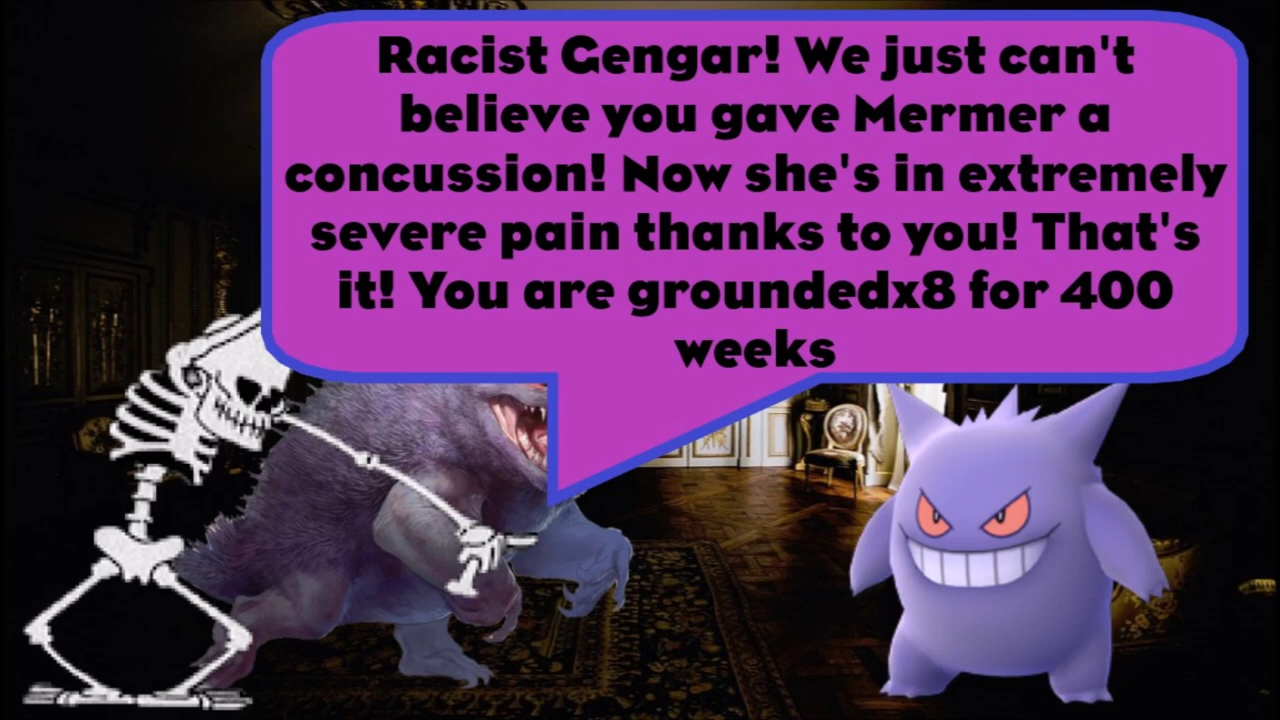 Racist Gengar! We just can't
believe you gave Mermer a
concussion! Now she's in extremely
severe pain thanks to you! That's
it! You are groundedx8 for 400
weeks